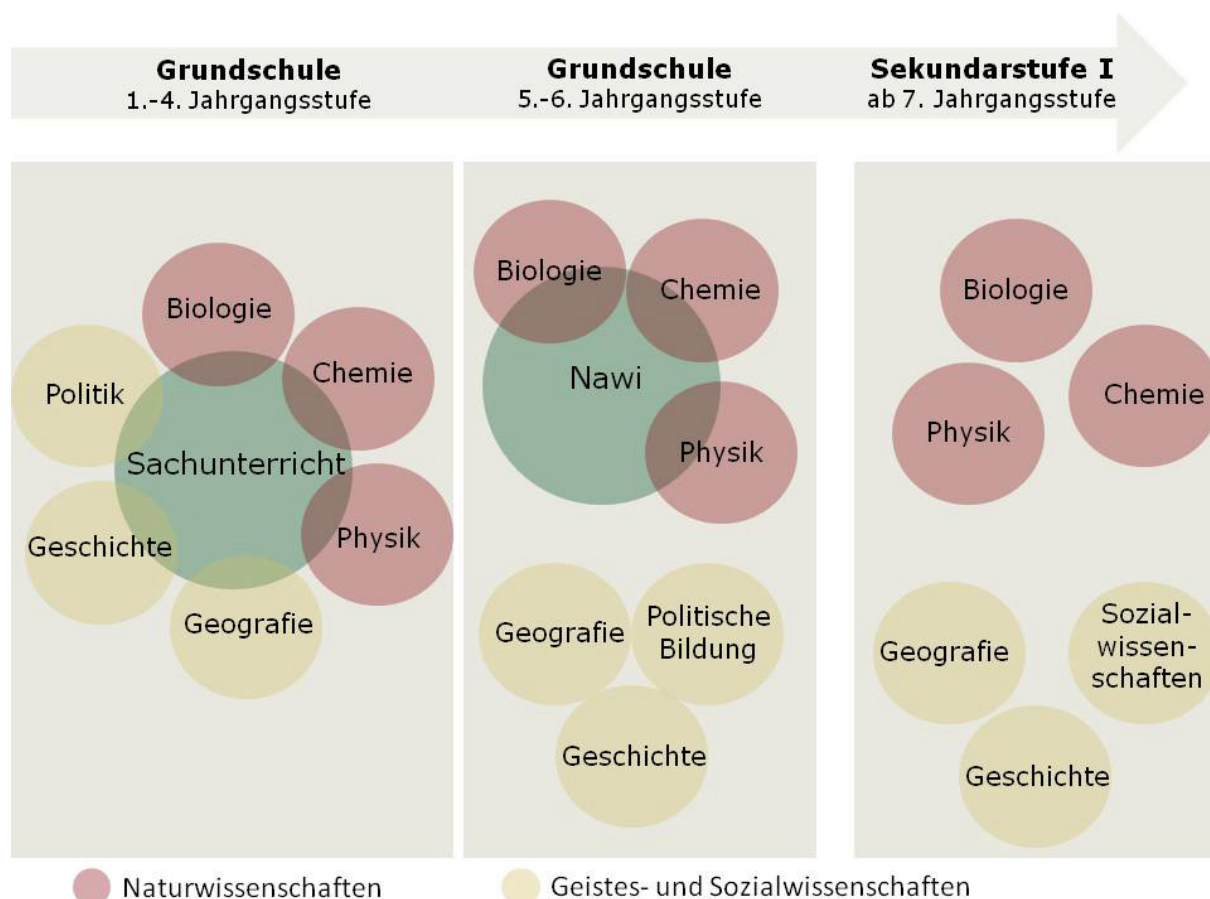 Grundschule
1.-4. Jahrgangsstufe
Grundschule
5.-6. Jahrgangsstufe
Sekundarstufe I
ab 7. Jahrgangsstufe
Biologie
Chemie
Politik
Sachunterricht
Physik
Geschichte
Geografie
Biologie
Chemie
Nawi
Physik
Geografie
Politische
Bildung
Geschichte
Biologie
Chemie
Physik
Geografie
Sozial-
wissen-
schaften
Geschichte
Naturwissenschaften
Geistes- und Sozialwissenschaften